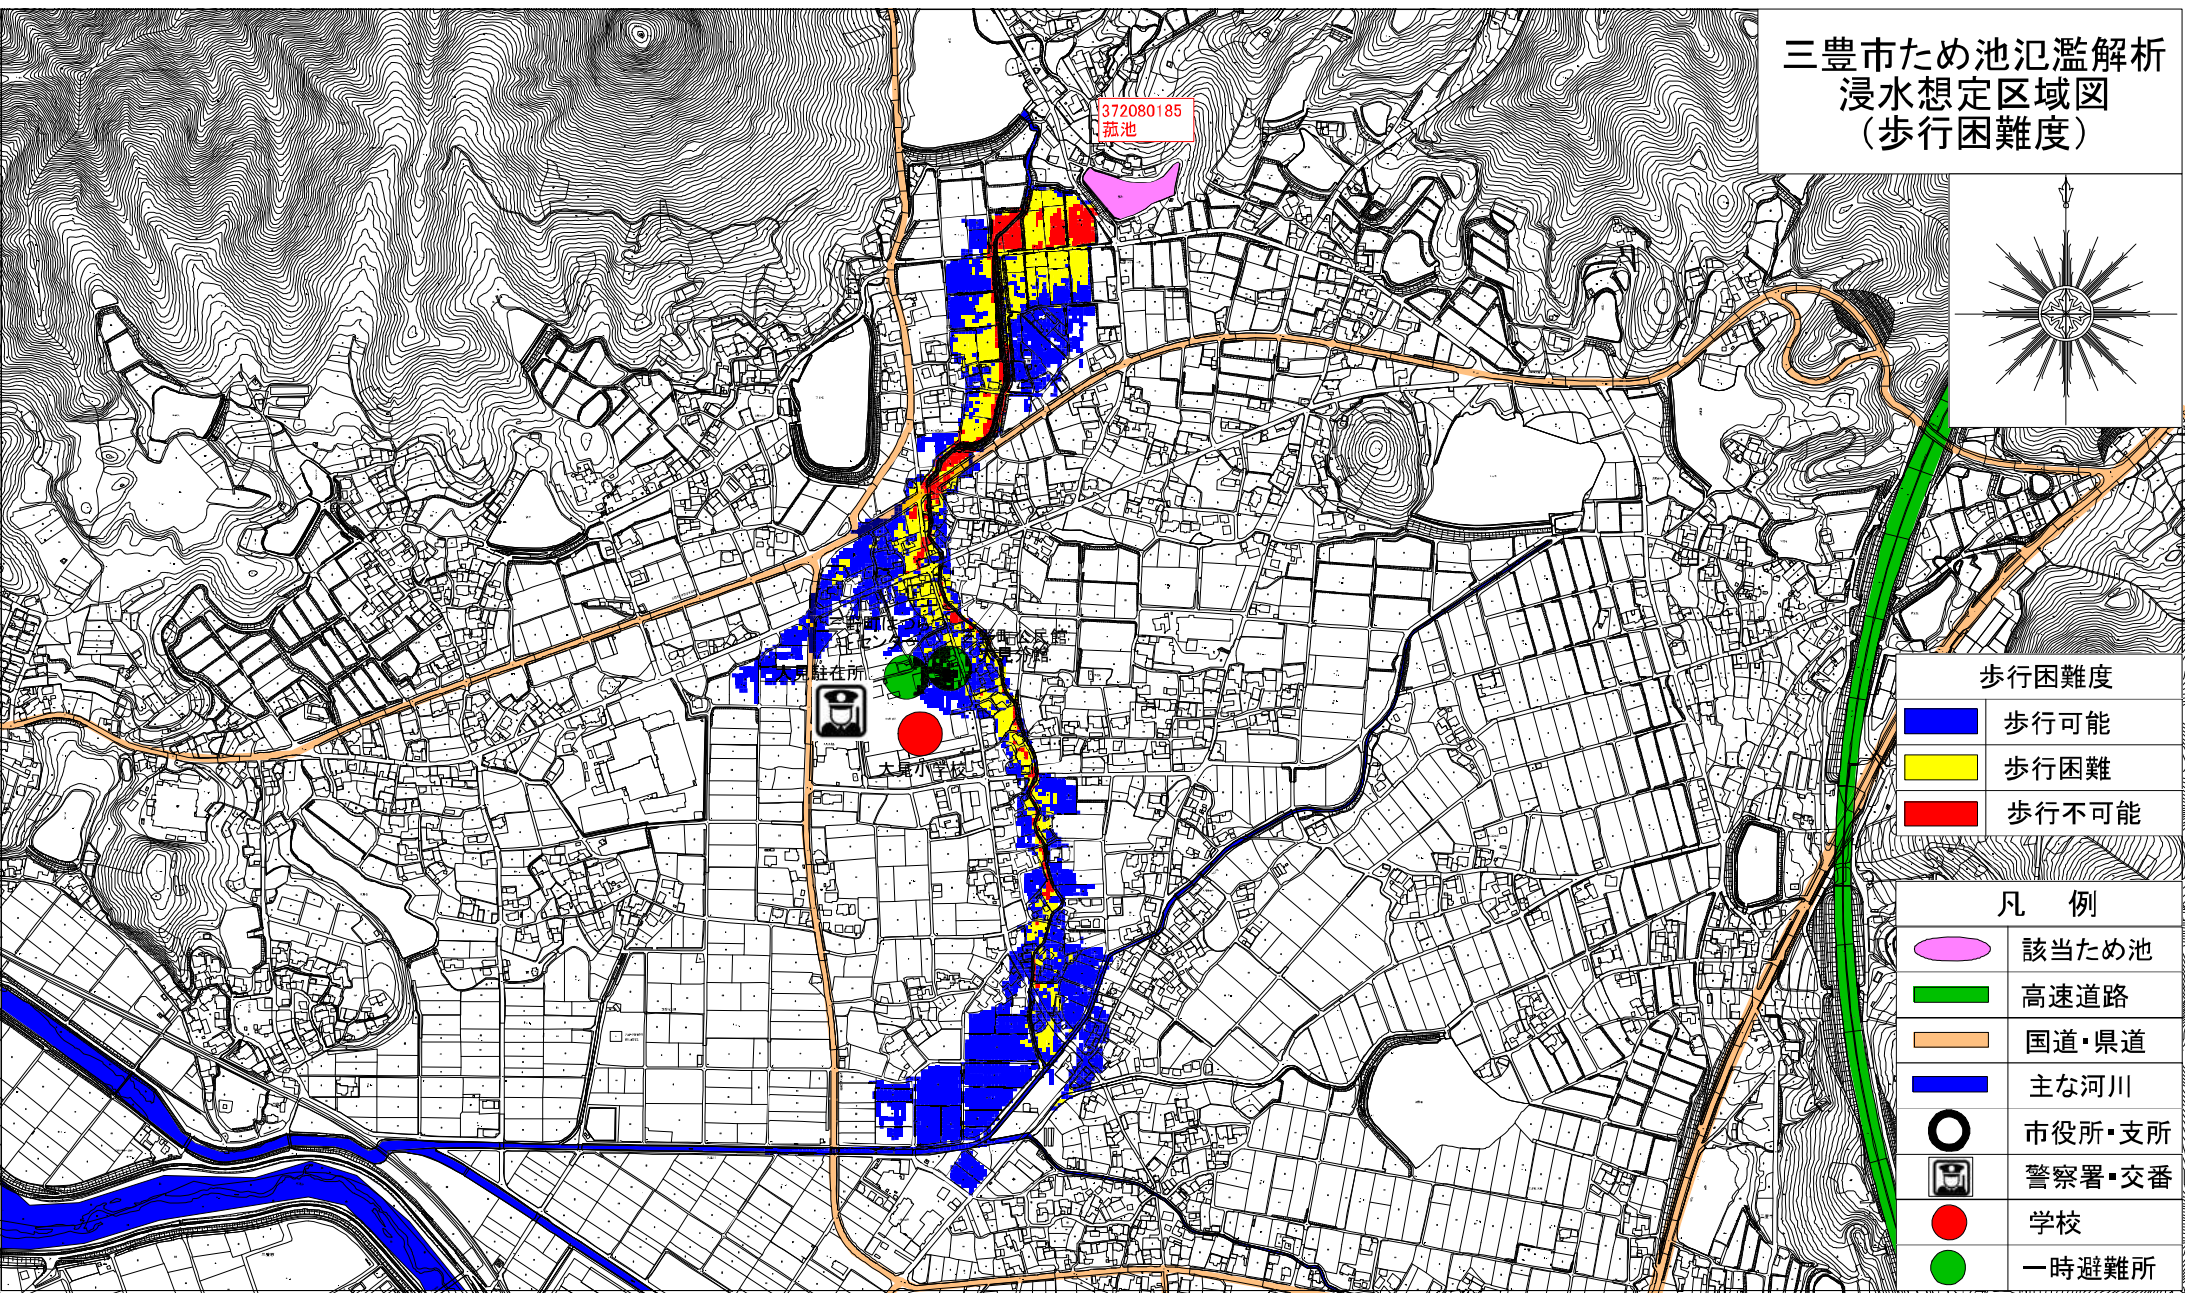 三豊市ため池氾濫解析
浸水想定区域図
（歩行困難度）
372080185
菰池
大見駐在所
大見小学校
歩行困難度
歩行可能
歩行困難
歩行不可能
凡 例
該当ため池
高速道路
国道・県道
主な河川
市役所・支所
警察署・交番
学校
一時避難所